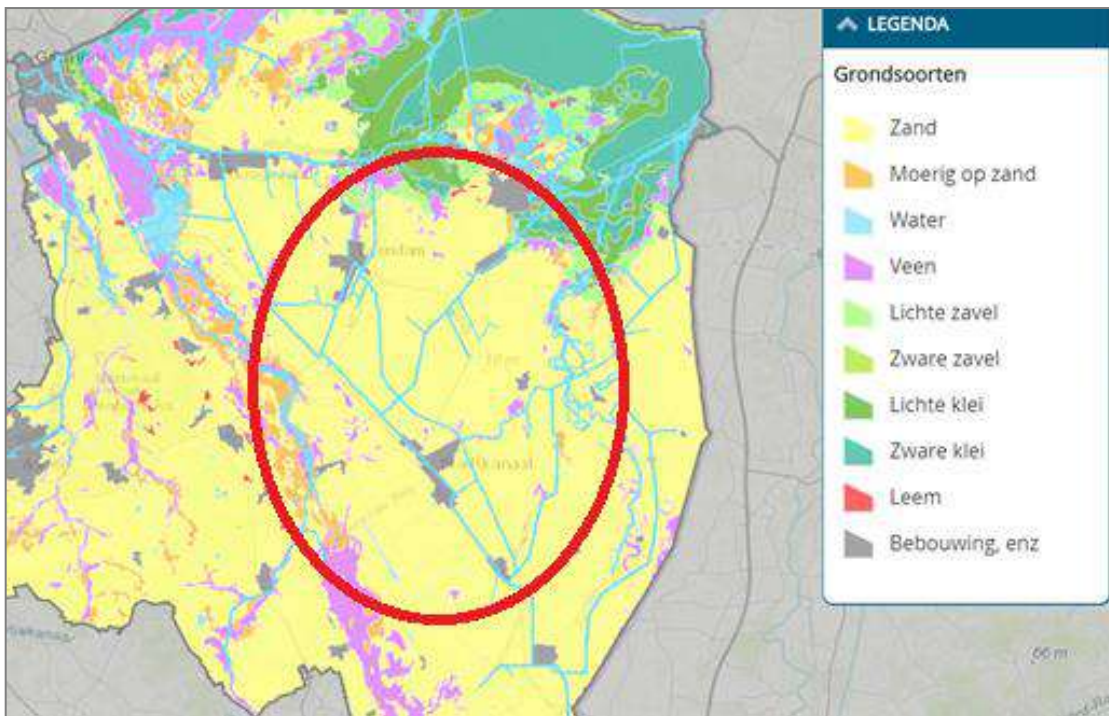 LEGENDA
Grondsoorten
Zand
Moerig op zand
Water
Veen
Lichte zavel
Zware zavel
Lichte klei
Zware klei
Leem
Bebouwing, enz
66 m